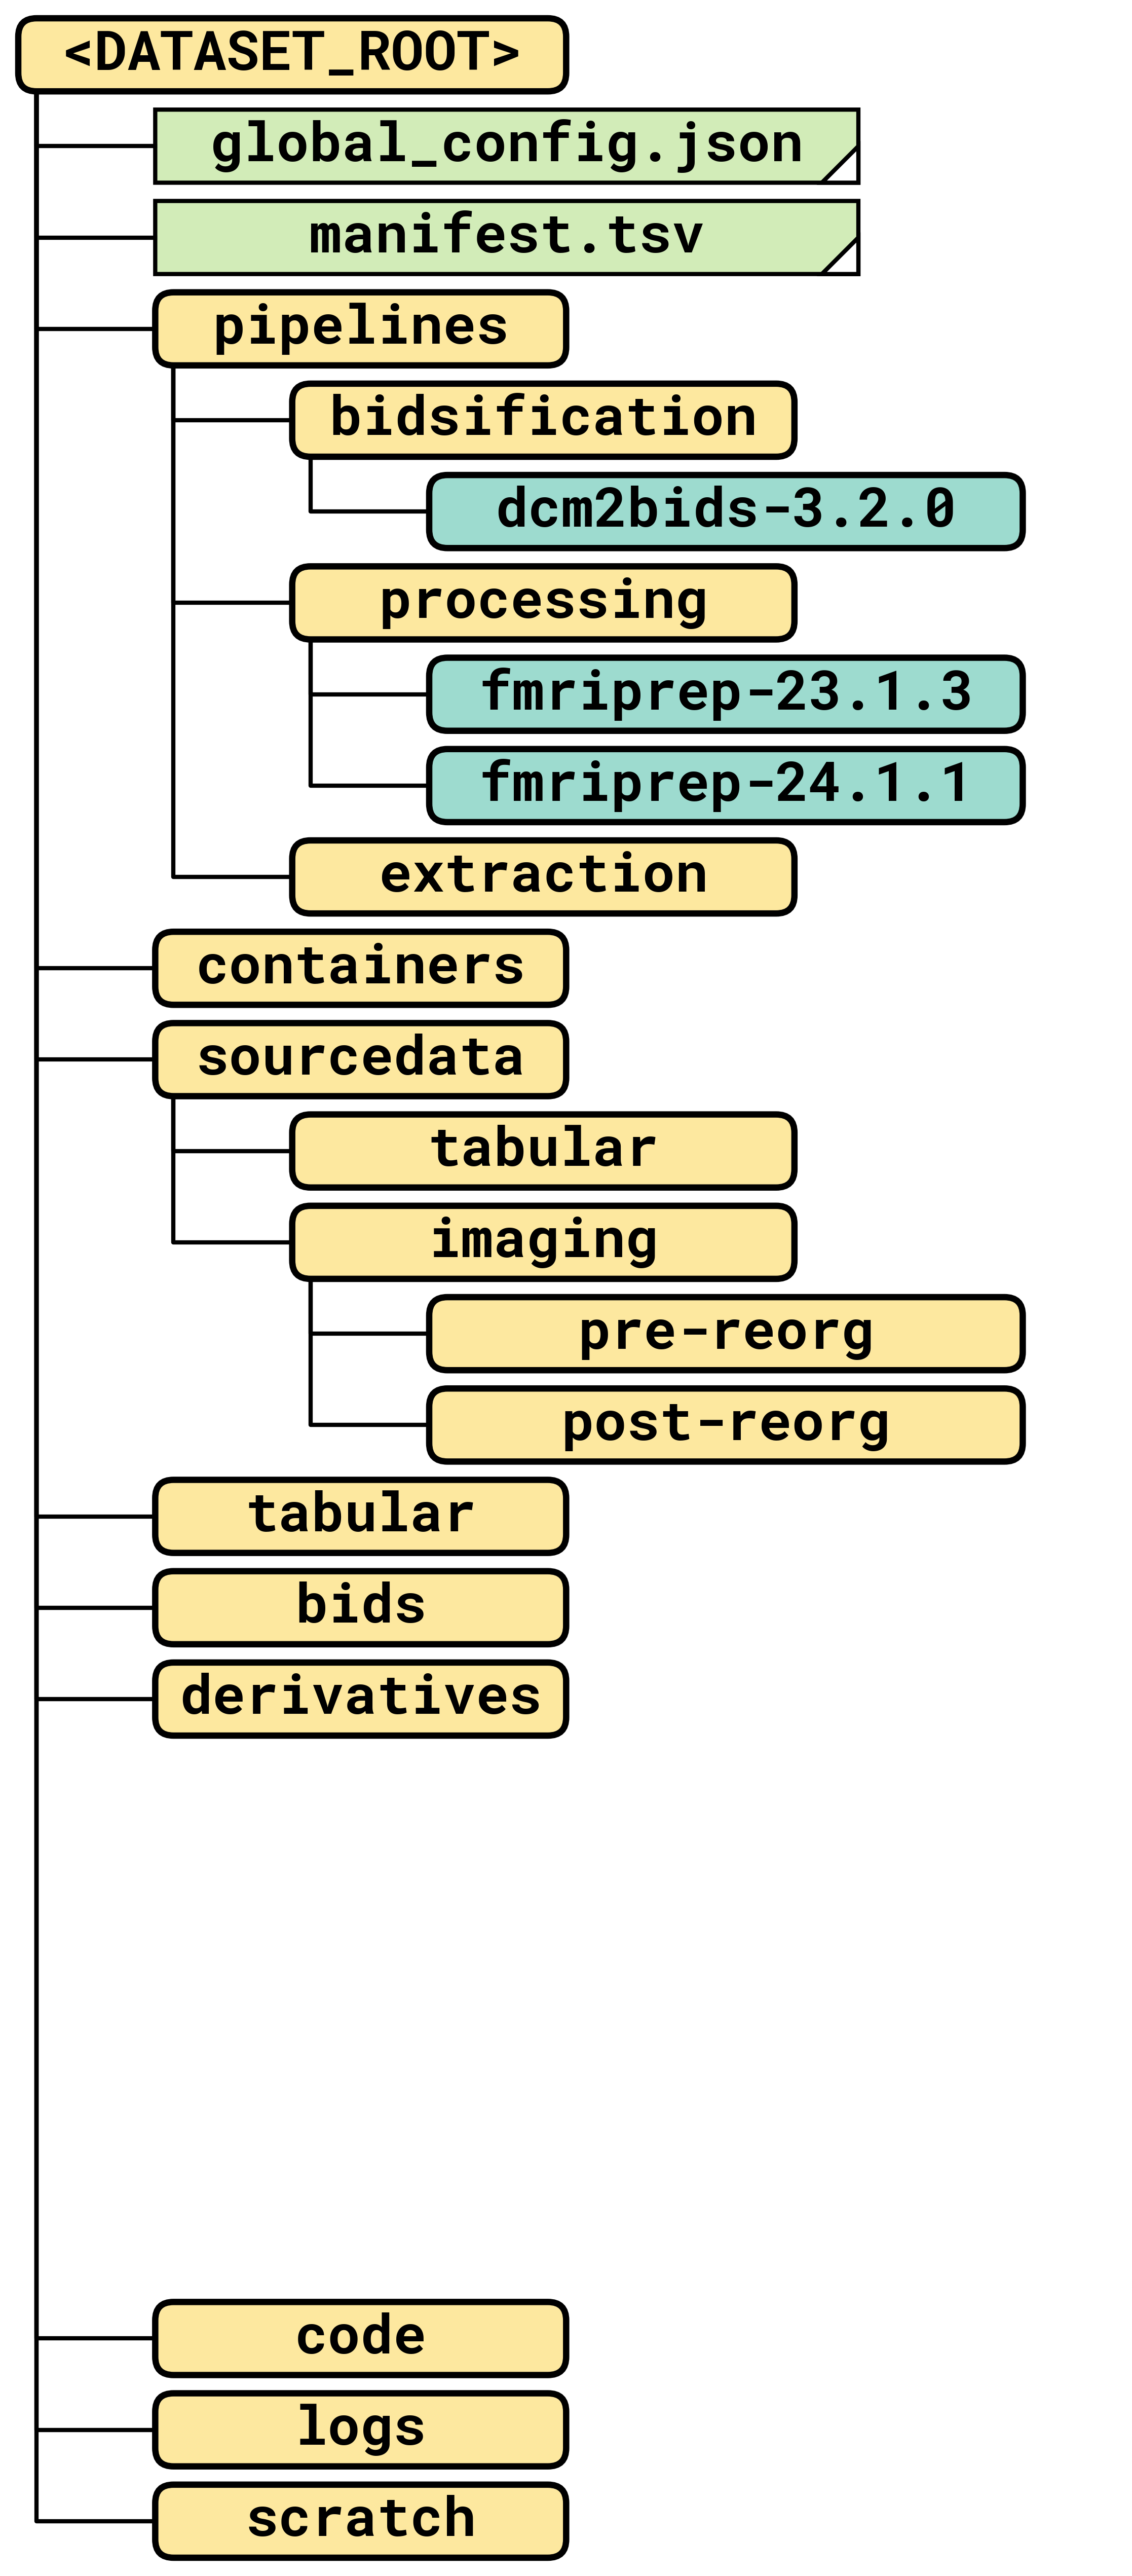 <DATASET_ROOT>
global_config.json
manifest.tsv
pipelines
bidsification
dcm2bids-3.2.0
processing
fmriprep-23.1.3
fmriprep-24.1.1
extraction
containers
sourcedata
tabular
imaging
pre-reorg
post-reorg
tabular
bids
derivatives
code
logs
scratch